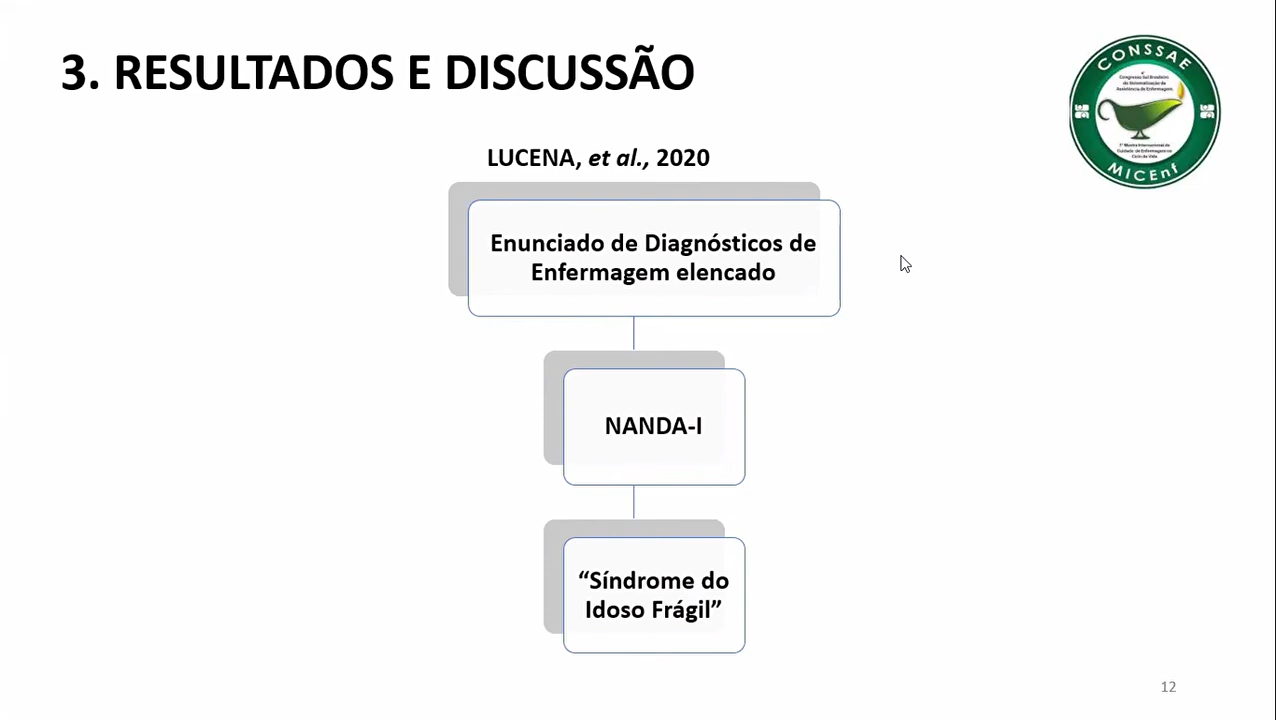 3. RESULTADOS E DISCUSSÃO
CONSSAE
MICEnf
LUCENA, et al., 2020
Enunciado de Diagnósticos de
Enfermagem elencado
NANDA-I
“Síndrome do
Idoso Frágil”
12